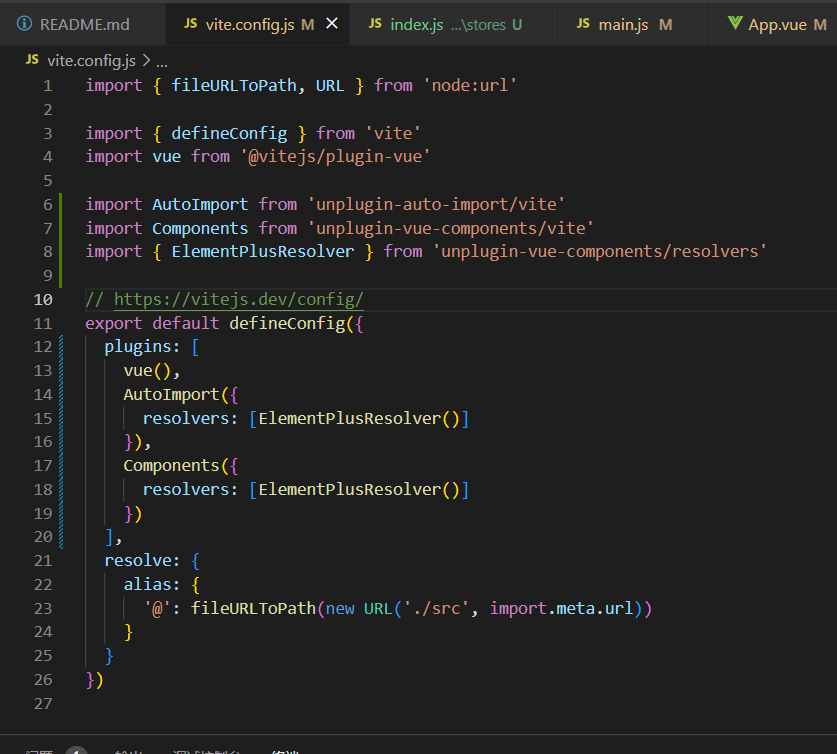 README.md
JS vite.config.js M ×
JS index.js ...\stores U
JS main.js M
App.vue M
JS vite.config.js > ...
1 import { fileURLToPath, URL } from 'node:url'
2
3 import { defineConfig } from 'vite'
4 import vue from '@vitejs/plugin-vue'
5
6 import AutoImport from 'unplugin-auto-import/vite'
7 import Components from 'unplugin-vue-components/vite'
8 import { ElementPlusResolver } from 'unplugin-vue-components/resolvers'
9
10 // https://vitejs.dev/config/
11 export default defineConfig({
12   plugins: [
13     vue(),
14     AutoImport({
15       resolvers: [ElementPlusResolver()]
16     }),
17     Components({
18       resolvers: [ElementPlusResolver()]
19     })
20   ],
21   resolve: {
22     alias: {
23       '@': fileURLToPath(new URL('./src', import.meta.url))
24     }
25   }
26 })
27